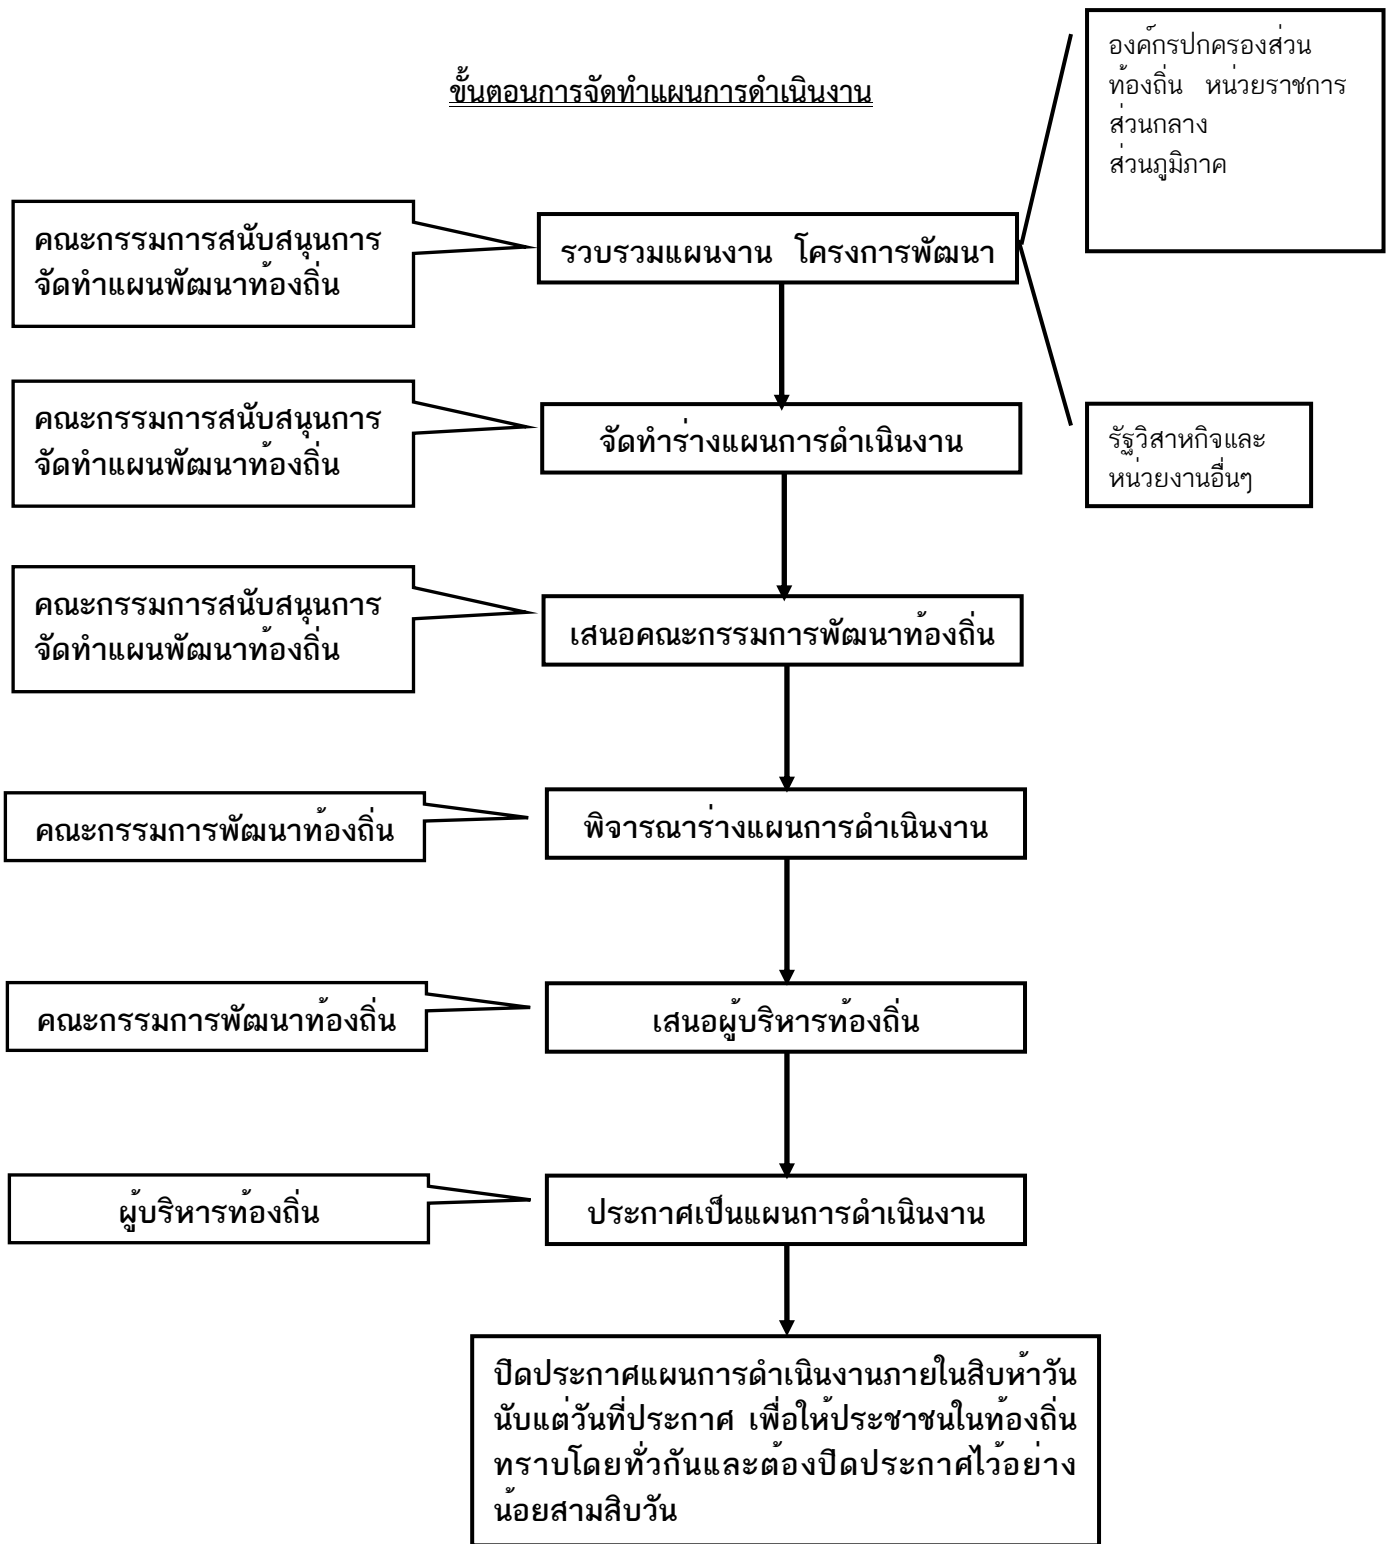 ขั้นตอนการจัดทำแผนการดำเนินงาน
องค์กรปกครองส่วน
ท้องถิ่น หน่วยราชการ
ส่วนกลาง
ส่วนภูมิภาค
คณะกรรมการสนับสนุนการ
จัดทำแผนพัฒนาท้องถิ่น
รวบรวมแผนงาน โครงการพัฒนา
คณะกรรมการสนับสนุนการ
จัดทำแผนพัฒนาท้องถิ่น
จัดทำร่างแผนการดำเนินงาน
รัฐวิสาหกิจและ
หน่วยงานอื่นๆ
คณะกรรมการสนับสนุนการ
จัดทำแผนพัฒนาท้องถิ่น
เสนอคณะกรรมการพัฒนาท้องถิ่น
คณะกรรมการพัฒนาท้องถิ่น
พิจารณาร่างแผนการดำเนินงาน
คณะกรรมการพัฒนาท้องถิ่น
เสนอผู้บริหารท้องถิ่น
ผู้บริหารท้องถิ่น
ประกาศเป็นแผนการดำเนินงาน
ปิดประกาศแผนการดำเนินงานภายในสิบห้าวัน
นับแต่วันที่ประกาศ เพื่อให้ประชาชนในท้องถิ่น
ทราบโดยทั่วกันและต้องปิดประกาศไว้อย่าง
น้อยสามสิบวัน